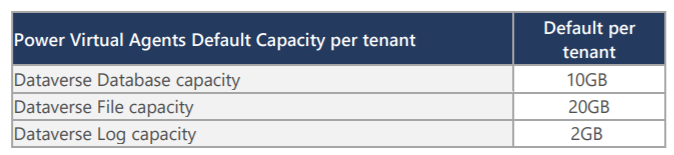 Power Virtual Agents Default Capacity per tenant
Default per
tenant
Dataverse Database capacity
10GB
Dataverse File capacity
20GB
Dataverse Log capacity
2GB